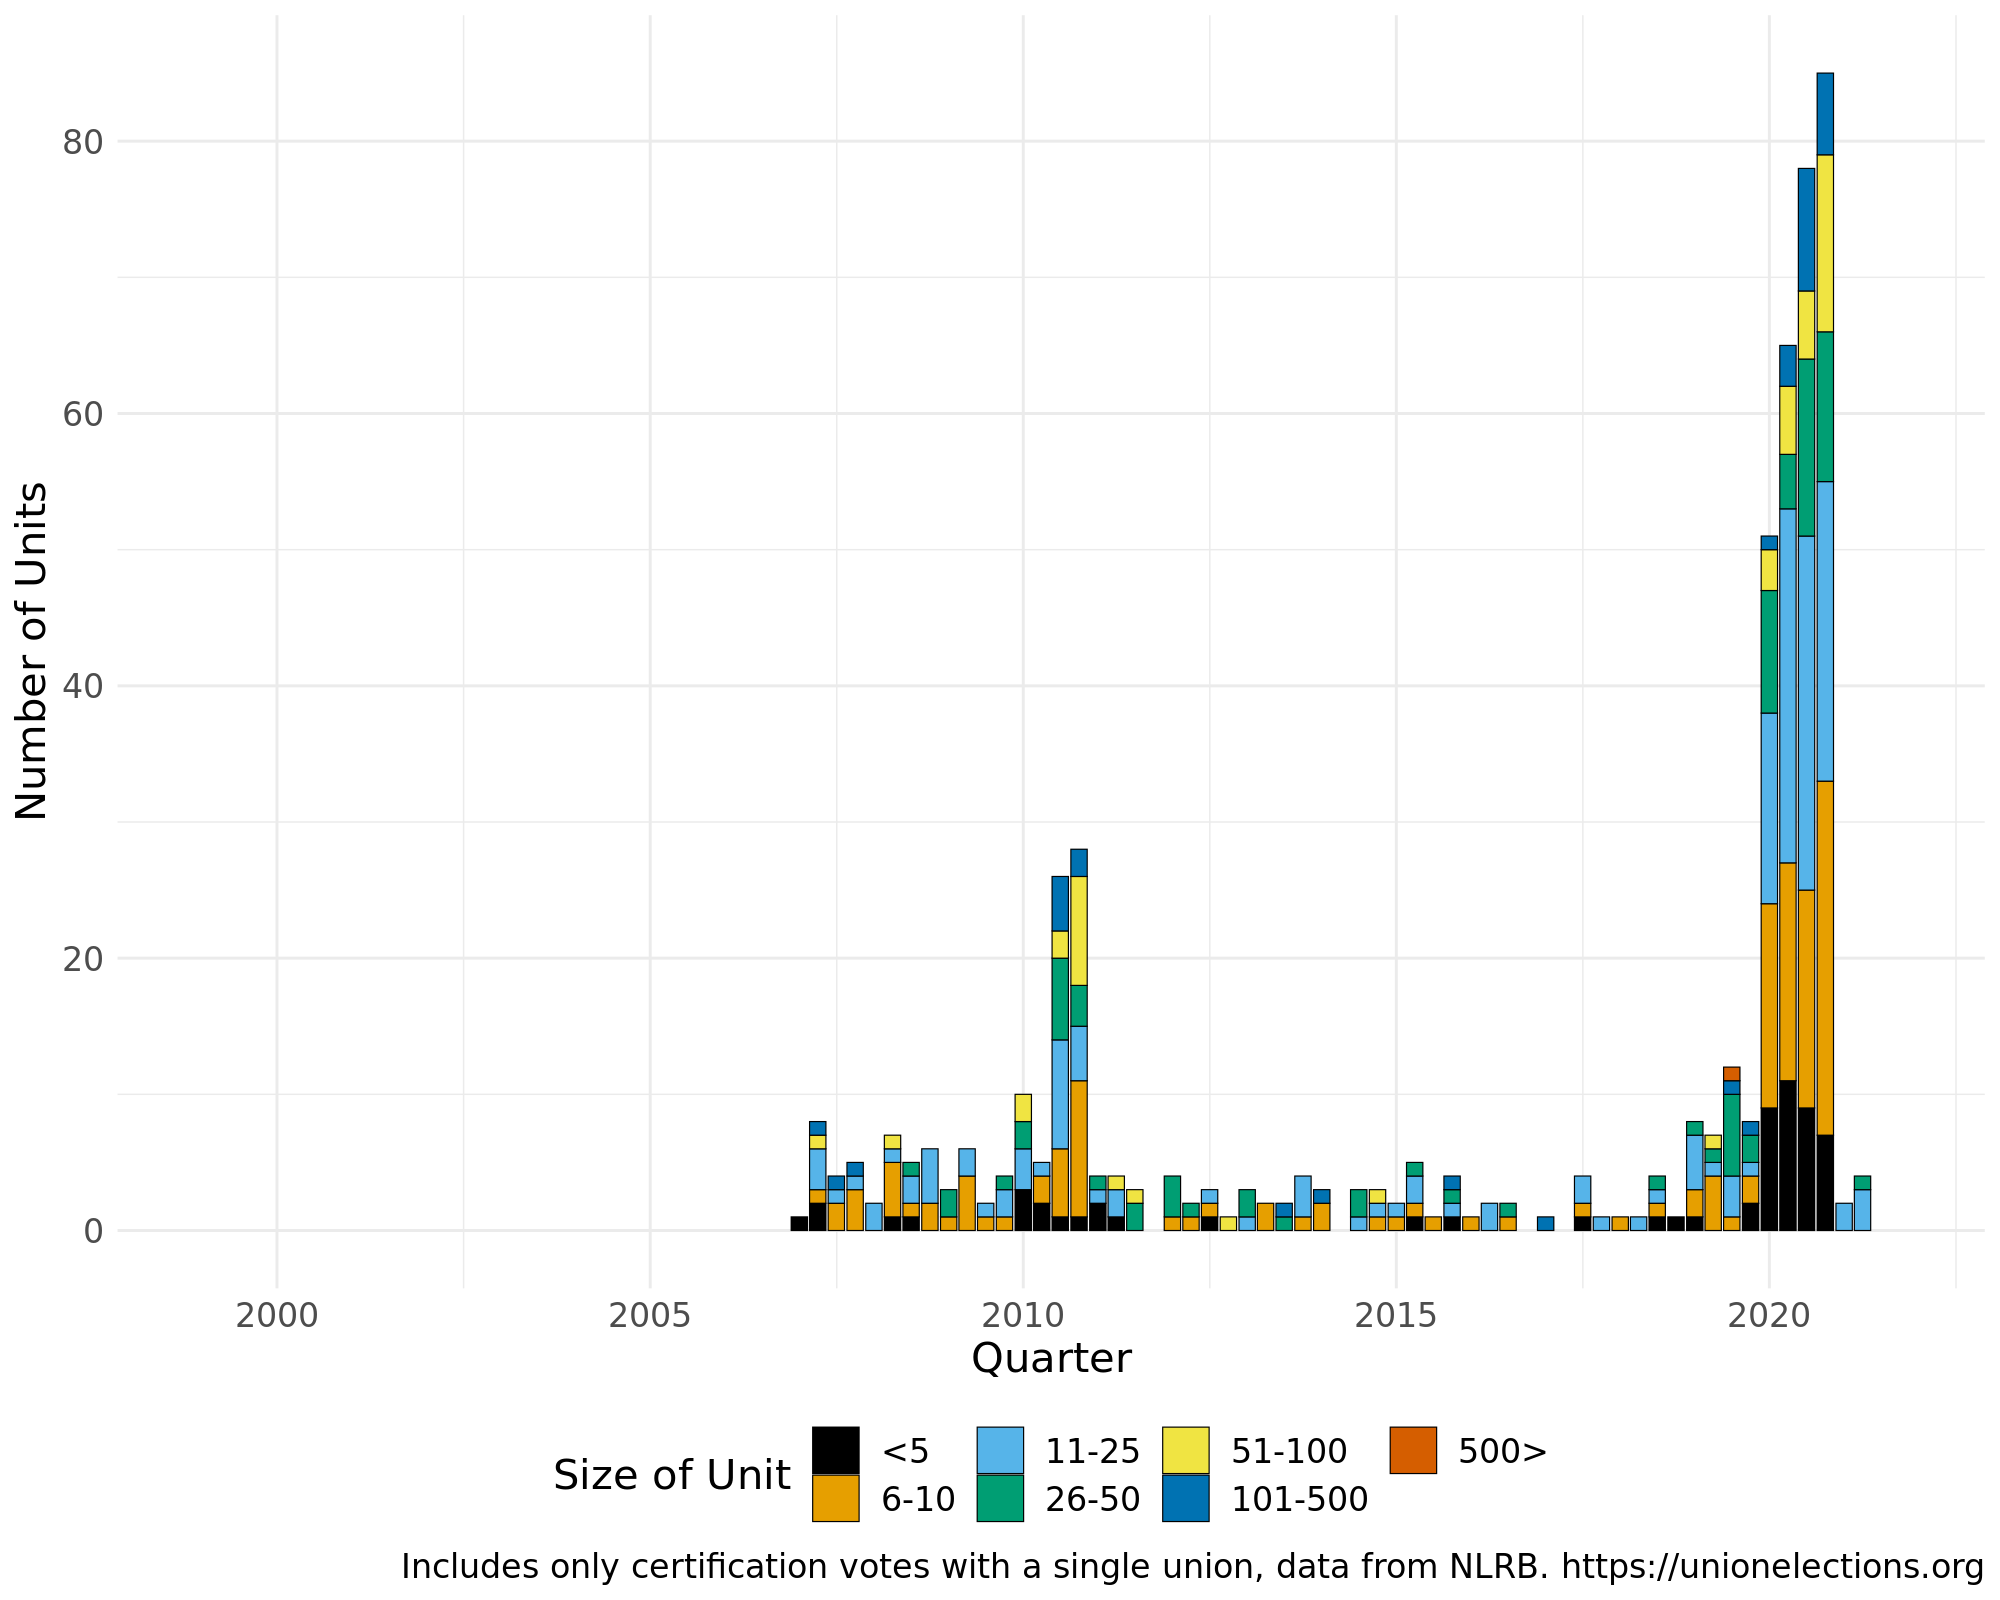 80
60
40
20
0
Number of Units
2000 2005 2010 2015 2020
Quarter
Size of Unit
<5 11-25 51-100 500>
6-10 26-50 101-500
Includes only certification votes with a single union, data from NLRB. https://unionelections.org